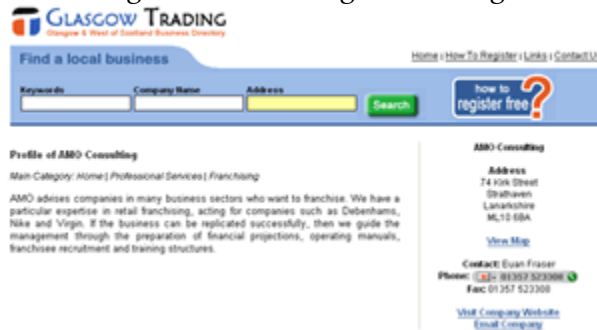 GLASGOW TRADING
Glasgow & West of Scotland Business Directory
Find a local business
Home | How To Register | Links | Contact U
Keywords
Company Name
Address
Search
how to
register free
?
Profile of AMO Consulting
Main Category: Home | Professional Services | Franchising
AMO advises companies in many business sectors who want to franchise. We have a
particular expertise in retail franchising, acting for companies such as Debenhams,
Nike and Virgin. If the business can be replicated successfully, then we guide the
management through the preparation of financial projections, operating manuals,
franchisee recruitment and training structures.
AMO Consulting
Address
74 Kirk Street
Strathaven
Lanarkshire
ML10 6BA
View Map
Contact: Euan Fraser
Phone: 01357 523308
Fax: 01357 523308
Visit Company Website
Email Company